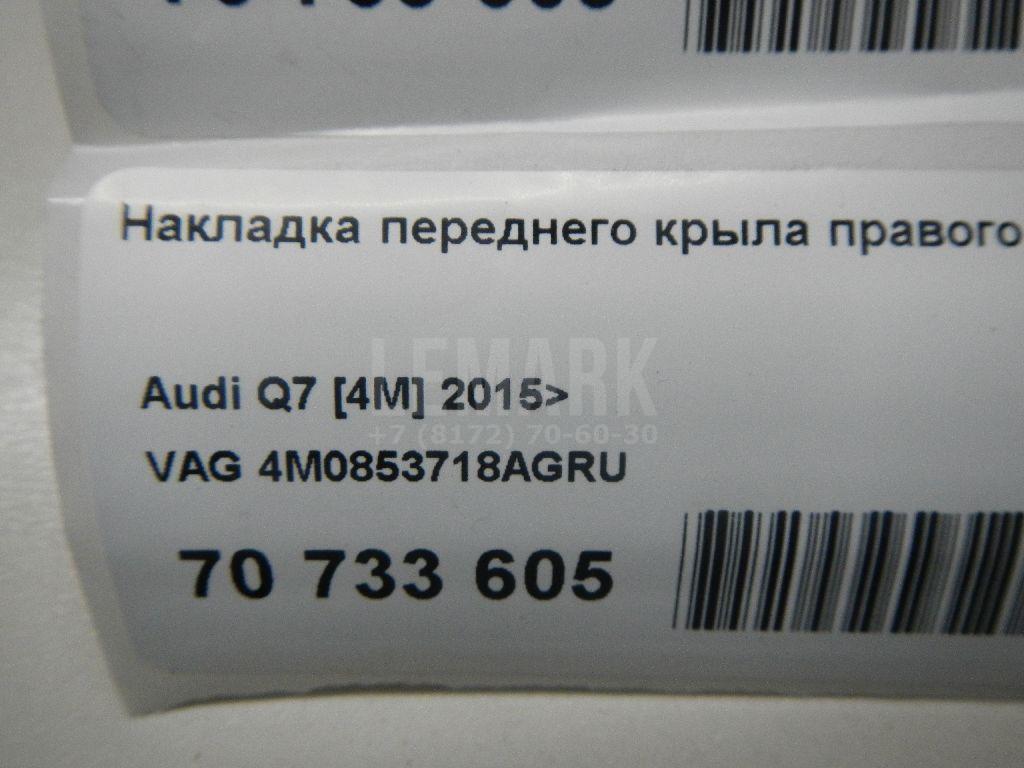 Накладка переднего крыла правого
Audi Q7 [4M] 2015>
LEMARK
+7 (8172) 70-60-30
VAG 4M0853718AGRU
70 733 605